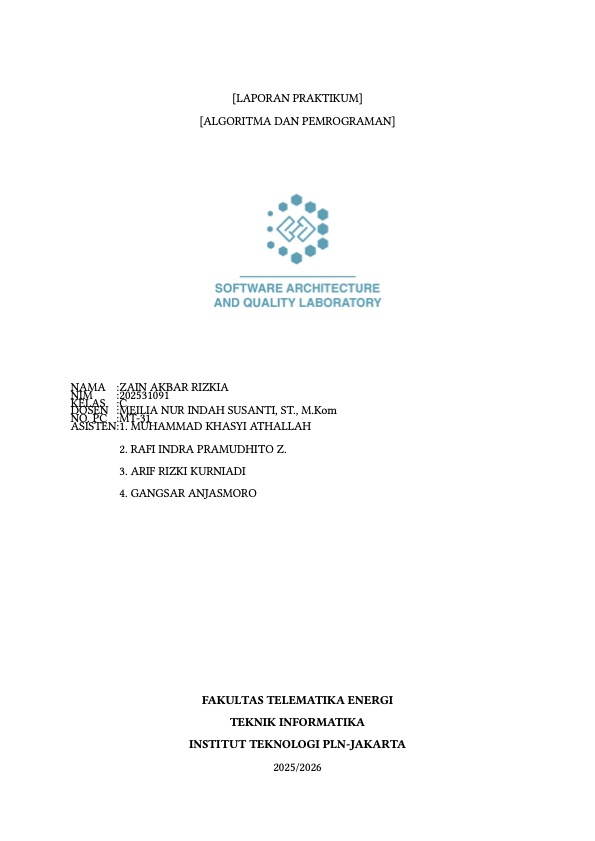 [LAPORAN PRAKTIKUM]
[ALGORITMA DAN PEMROGRAMAN]
SOFTWARE ARCHITECTURE
AND QUALITY LABORATORY
NAMA :ZAIN AKBAR RIZKIA
NIM :202531091
KELAS :C
DOSEN :MEILIA NUR INDAH SUSANTI, ST., M.Kom
NO. PC :MT-31
ASISTEN:1. MUHAMMAD KHASYI ATHALLAH
2. RAFI INDRA PRAMUDHITO Z.
3. ARIF RIZKI KURNIADI
4. GANGSAR ANJASMORO
FAKULTAS TELEMATIKA ENERGI
TEKNIK INFORMATIKA
INSTITUT TEKNOLOGI PLN-JAKARTA
2025/2026